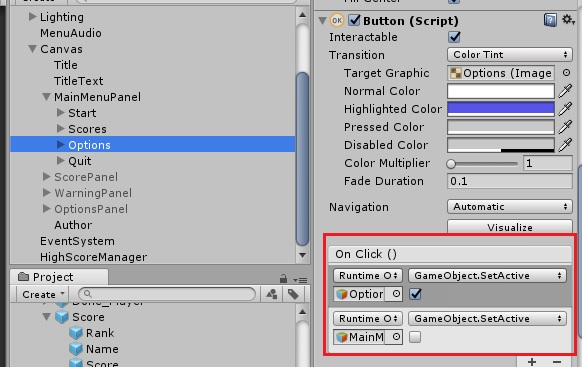 Lighting
MenuAudio
Canvas
Title
TitleText
MainMenuPanel
Start
Scores
Options
Quit
ScorePanel
WarningPanel
OptionsPanel
Author
EventSystem
HighScoreManager
Project
Create
Score
Rank
Name
Score
Button (Script)
OK
Interactable
Transition
Color Tint
Target Graphic
Options (Image
Normal Color
Highlighted Color
Pressed Color
Disabled Color
Color Multiplier
1
Fade Duration
0.1
Navigation
Automatic
Visualize
On Click ()
Runtime O
GameObject.SetActive
Option
Runtime O
GameObject.SetActive
MainM
+ −